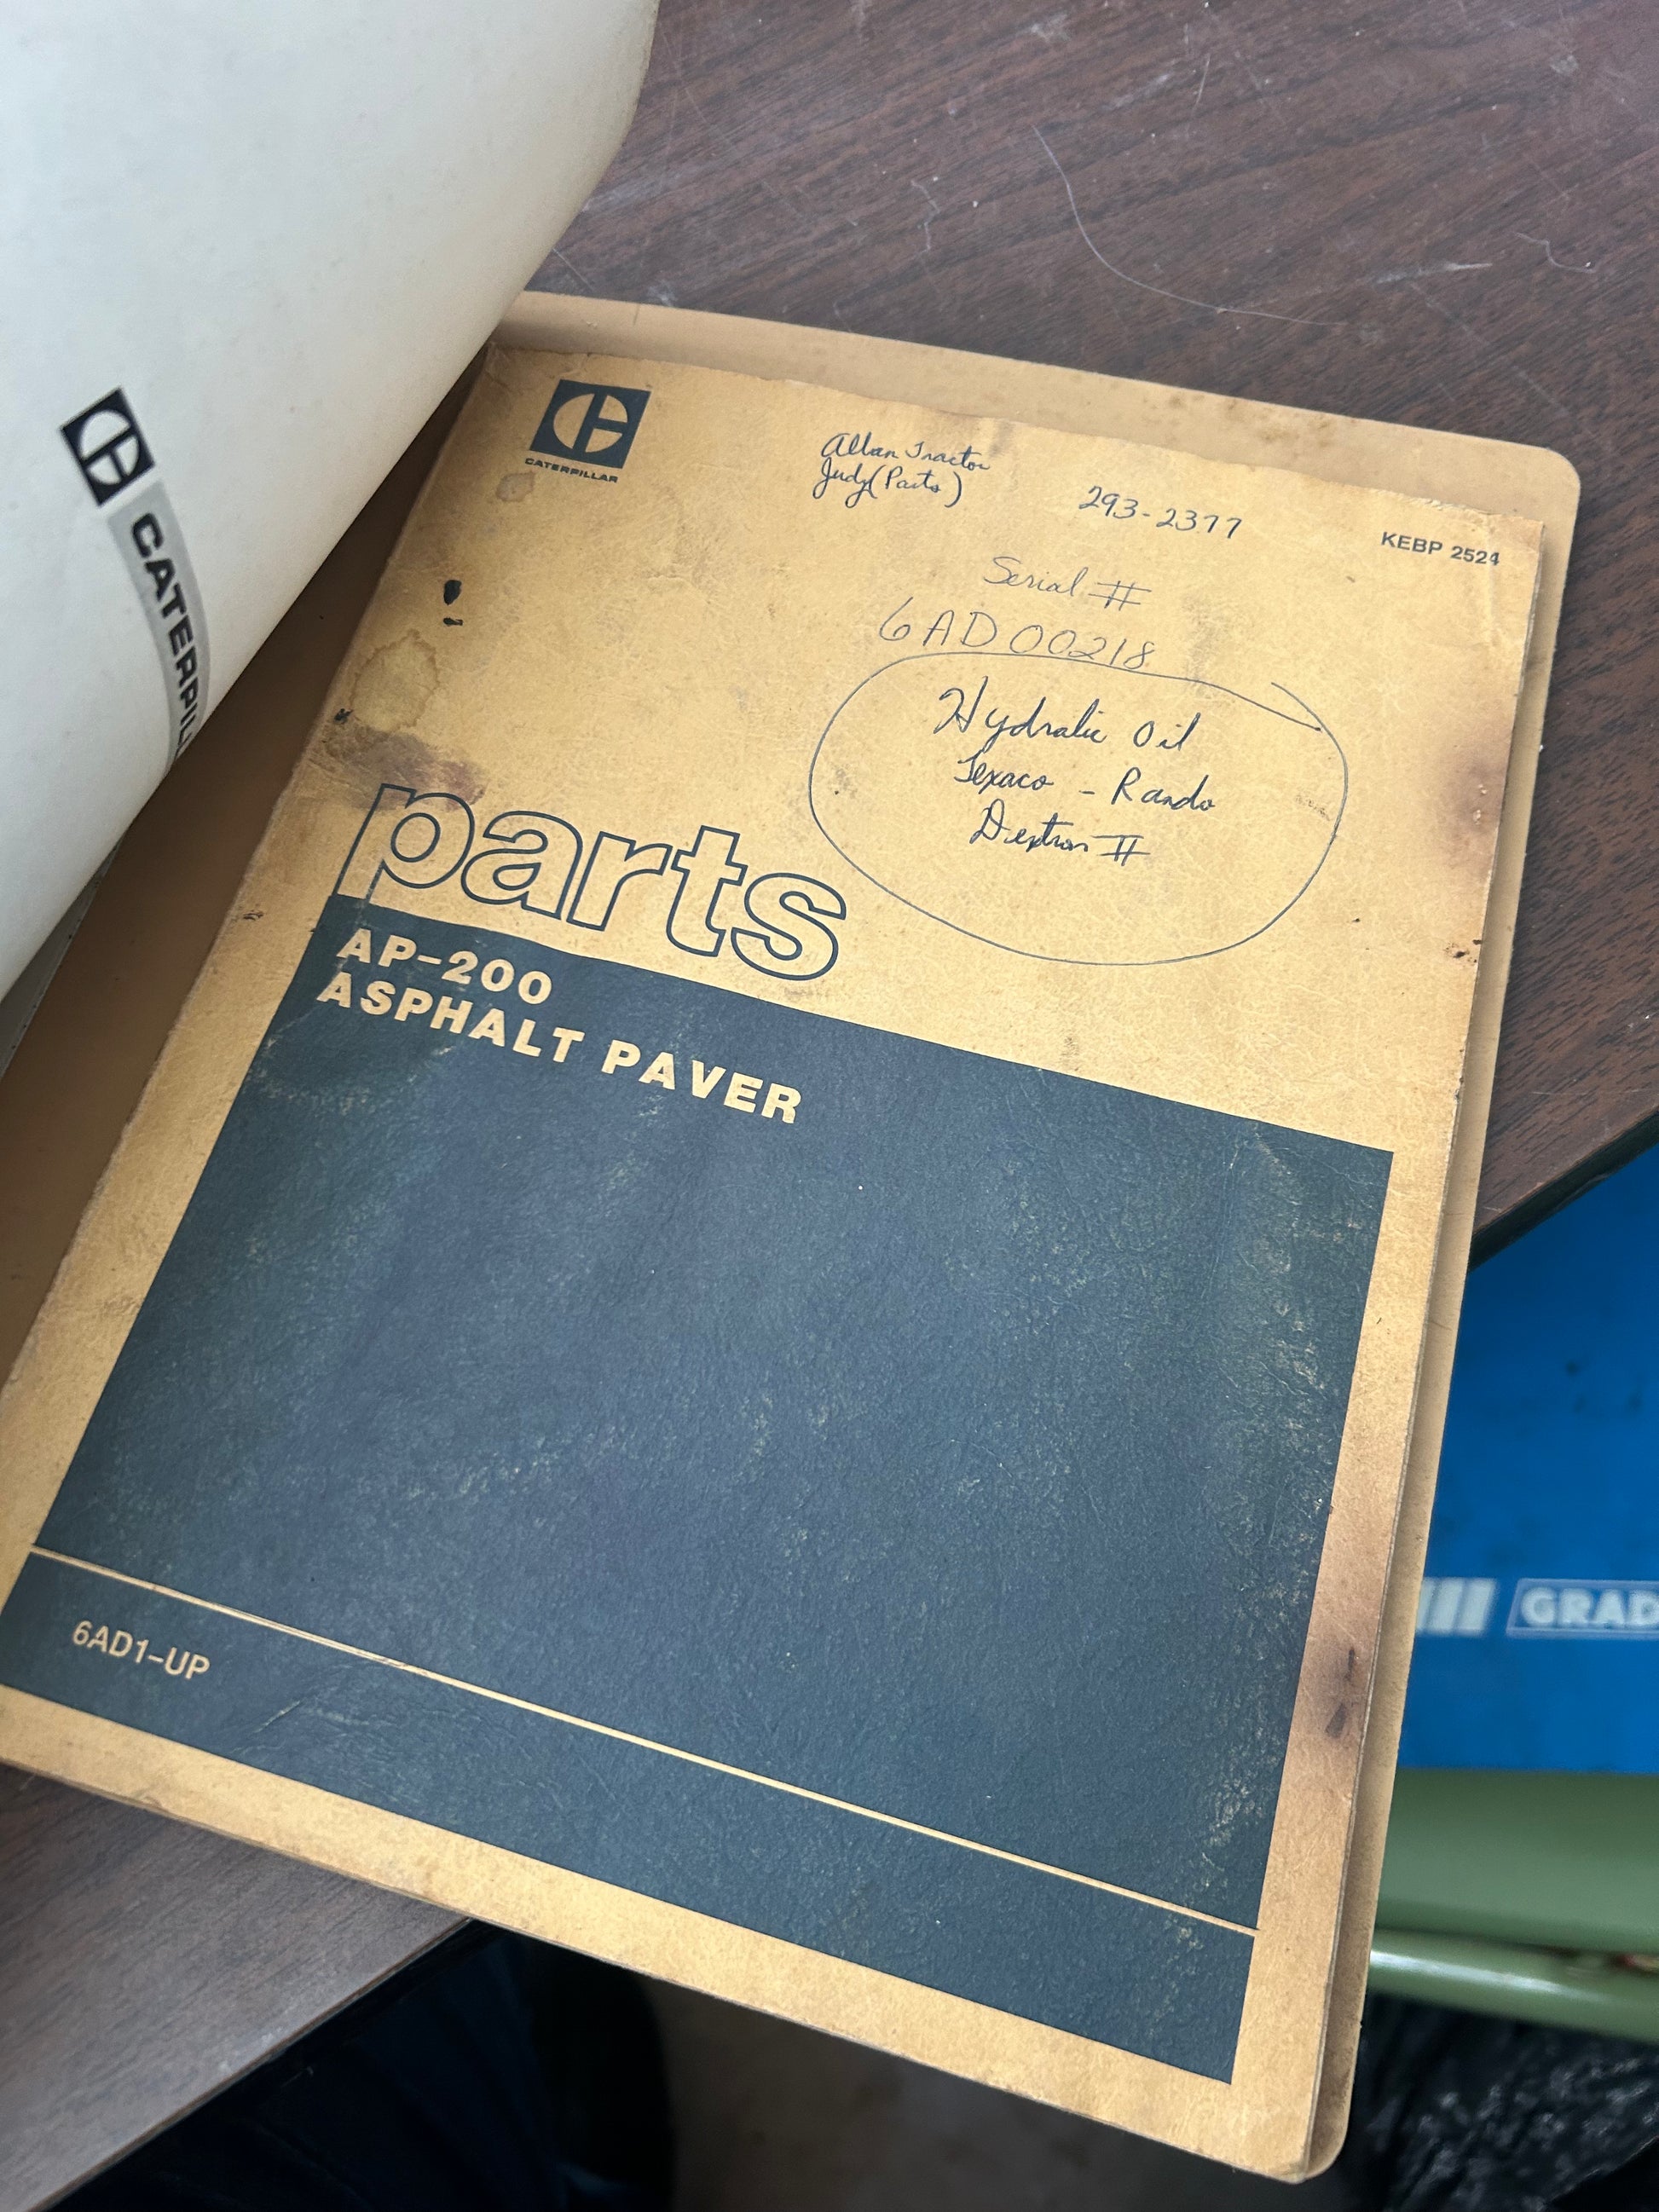 CATERPILLAR
Allan Tractor
Judy (Parts)
293-2377
KEBP 2524
Serial #
6AD00218
Hydralic Oil
Texaco - Rando
Dextron II
parts
AP-200
ASPHALT PAVER
6AD1-UP
CATERPIL
GRAD